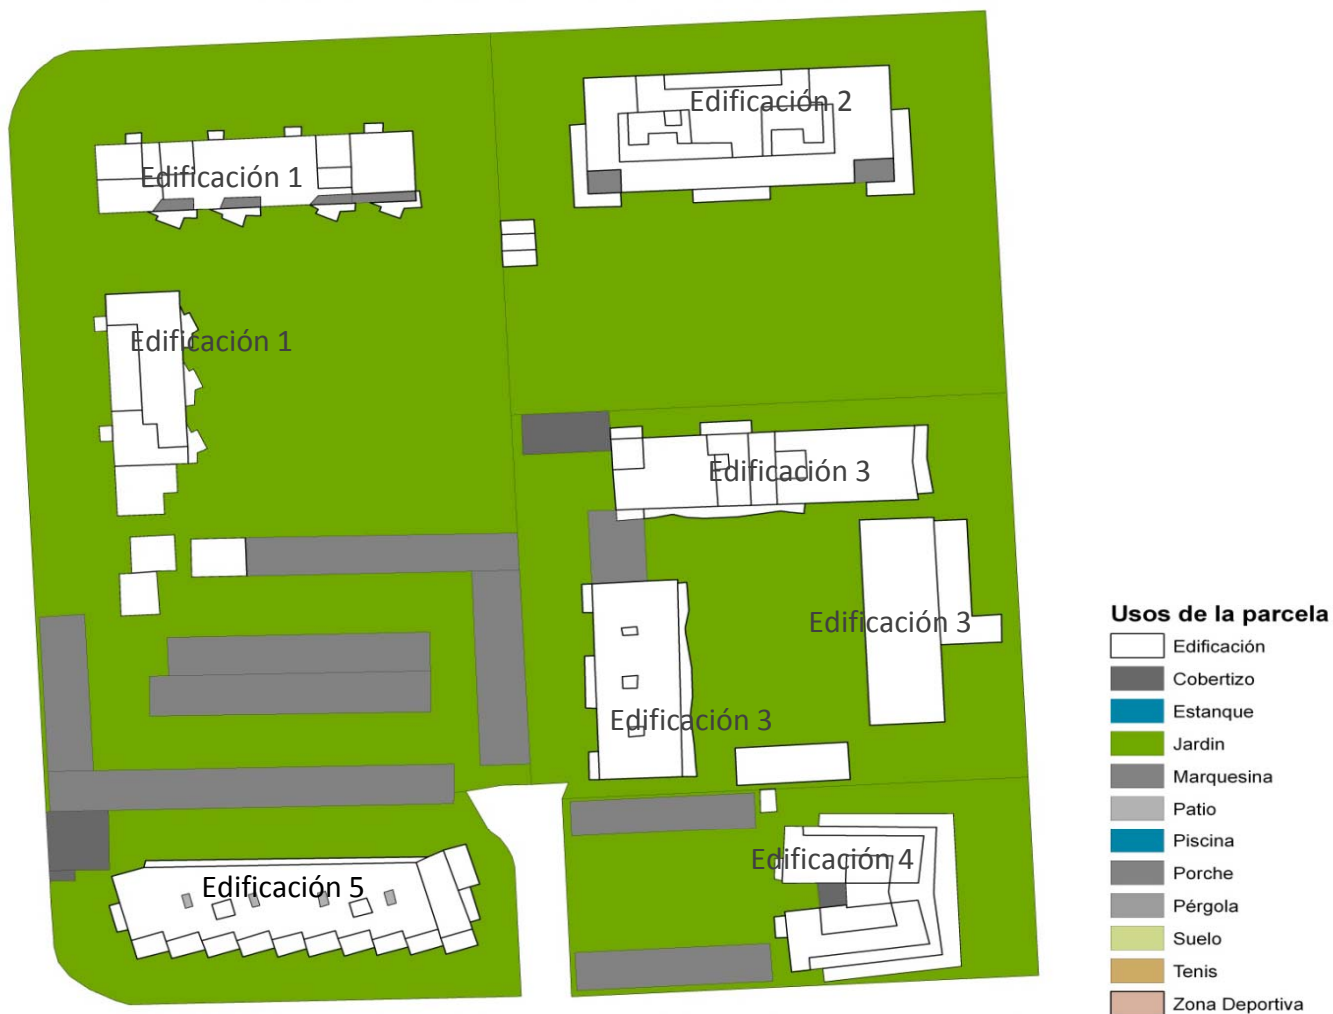 Edificación 1
Edificación 2
Edificación 1
Edificación 3
Edificación 3
Edificación 3
Edificación 4
Edificación 5
Usos de la parcela
Edificación
Cobertizo
Estanque
Jardin
Marquesina
Patio
Piscina
Porche
Pérgola
Suelo
Tenis
Zona Deportiva